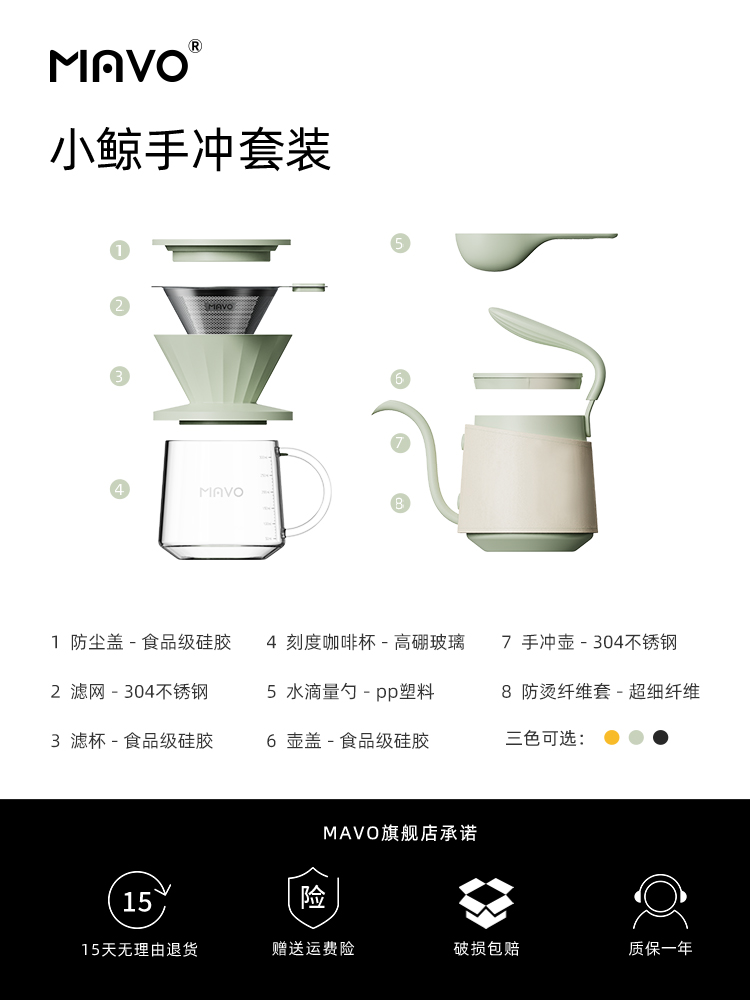 MAVO®
小鲸手冲套装
1
2
MAVO
3
4
MAVO
5
6
7
8
1 防尘盖 - 食品级硅胶
4 刻度咖啡杯 - 高硼玻璃
7 手冲壶 - 304不锈钢
2 滤网 - 304不锈钢
5 水滴量勺 - pp塑料
8 防烫纤维套 - 超细纤维
3 滤杯 - 食品级硅胶
6 壶盖 - 食品级硅胶
三色可选：
MAVO旗舰店承诺
15
险
15天无理由退货
赠送运费险
破损包赔
质保一年